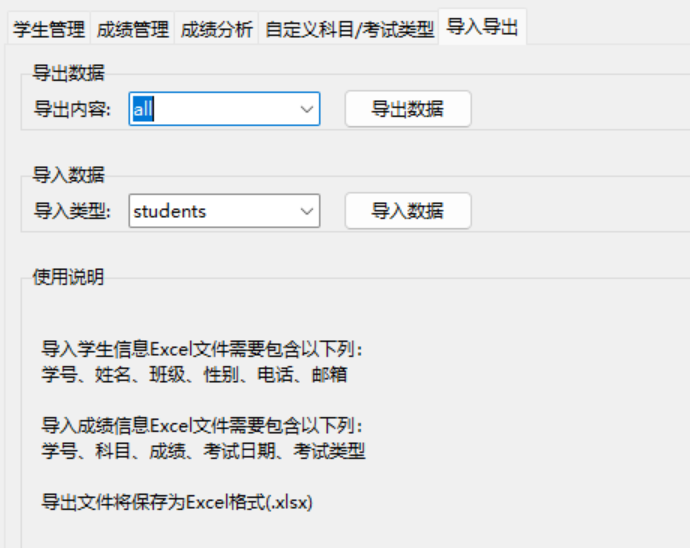 学生管理 成绩管理 成绩分析 自定义科目/考试类型 导入导出
导出数据
导出内容: all 导出数据
导入数据
导入类型: students 导入数据
使用说明
导入学生信息Excel文件需要包含以下列：
学号、姓名、班级、性别、电话、邮箱
导入成绩信息Excel文件需要包含以下列：
学号、科目、成绩、考试日期、考试类型
导出文件将保存为Excel格式(.xlsx)